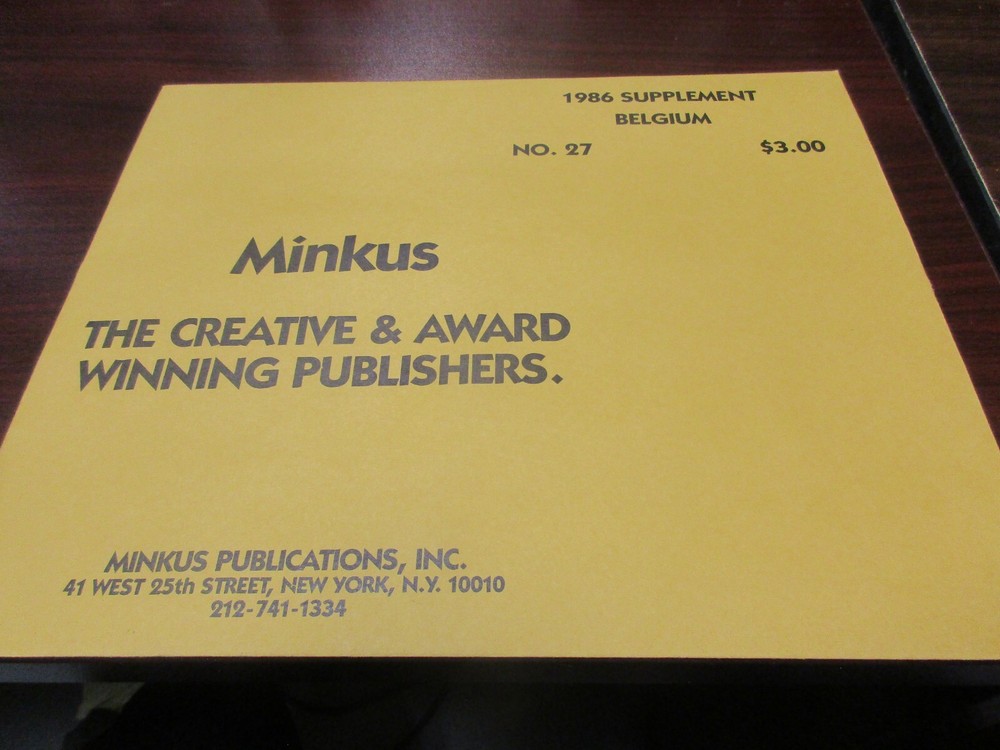 1986 SUPPLEMENT
BELGIUM
NO. 27 $3.00
Minkus
THE CREATIVE & AWARD
WINNING PUBLISHERS.
MINKUS PUBLICATIONS, INC.
41 WEST 25th STREET, NEW YORK, N.Y. 10010
212-741-1334